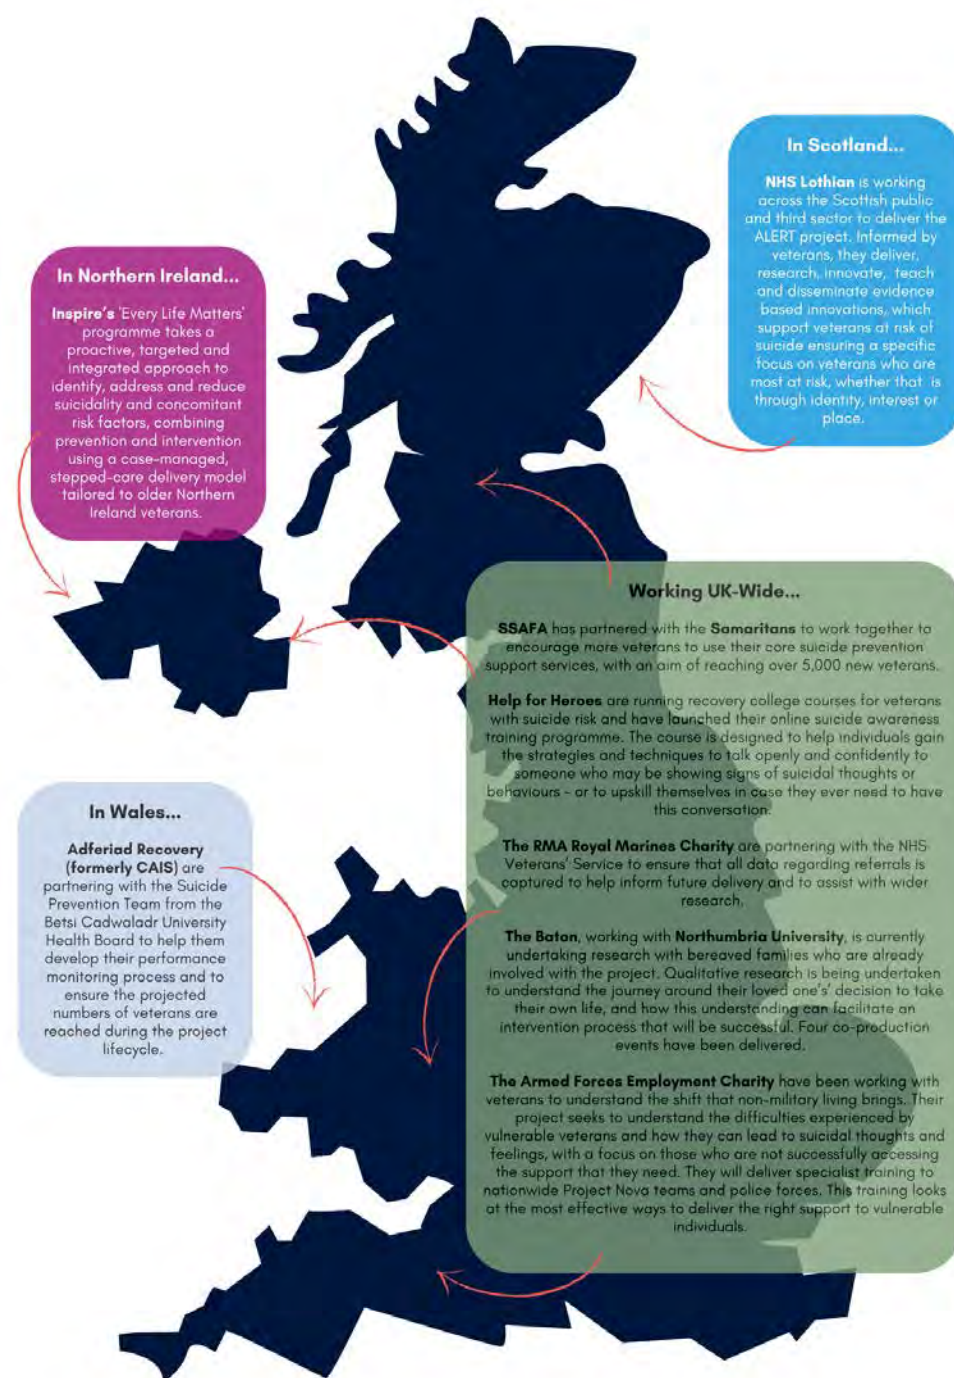 In Scotland...
NHS Lothian is working
across the Scottish public
and third sector to deliver the
ALERT project. Informed by
veterans, they deliver,
research, innovate, teach
and disseminate evidence
based innovations, which
support veterans at risk of
suicide ensuring a specific
focus on veterans who are
most at risk, whether that is
through identity, interest or
place.
In Northern Ireland...
Inspire's 'Every Life Matters'
programme takes a
proactive, targeted and
integrated approach to
identify, address and reduce
suicidality and concomitant
risk factors, combining
prevention and intervention
using a case-managed,
stepped-care delivery model
tailored to older Northern
Ireland veterans.
Working UK-Wide...
SSAFA has partnered with the Samaritans to work together to
encourage more veterans to use their core suicide prevention
support services, with an aim of reaching over 5,000 new veterans.
Help for Heroes are running recovery college courses for veterans
with suicide risk and have launched their online suicide awareness
training programme. The course is designed to help individuals gain
the strategies and techniques to talk openly and confidently to
someone who may be showing signs of suicidal thoughts or
behaviours - or to upskill themselves in case they ever need to have
this conversation.
The RMA Royal Marines Charity are partnering with the NHS
Veterans' Service to ensure that all data regarding referrals is
captured to help inform future delivery and to assist with wider
research.
The Baton, working with Northumbria University, is currently
undertaking research with bereaved families who are already
involved with the project. Qualitative research is being undertaken
to understand the journey around their loved one's' decision to take
their own life, and how this understanding can facilitate an
intervention process that will be successful. Four co-production
events have been delivered.
The Armed Forces Employment Charity have been working with
veterans to understand the shift that non-military living brings. Their
project seeks to understand the difficulties experienced by
vulnerable veterans and how they can lead to suicidal thoughts and
feelings, with a focus on those who are not successfully accessing
the support that they need. They will deliver specialist training to
nationwide Project Nova teams and police forces. This training looks
at the most effective ways to deliver the right support to vulnerable
individuals.
In Wales...
Adferiad Recovery
(formerly CAIS) are
partnering with the Suicide
Prevention Team from the
Betsi Cadwaladr University
Health Board to help them
develop their performance
monitoring process and to
ensure the projected
numbers of veterans are
reached during the project
lifecycle.